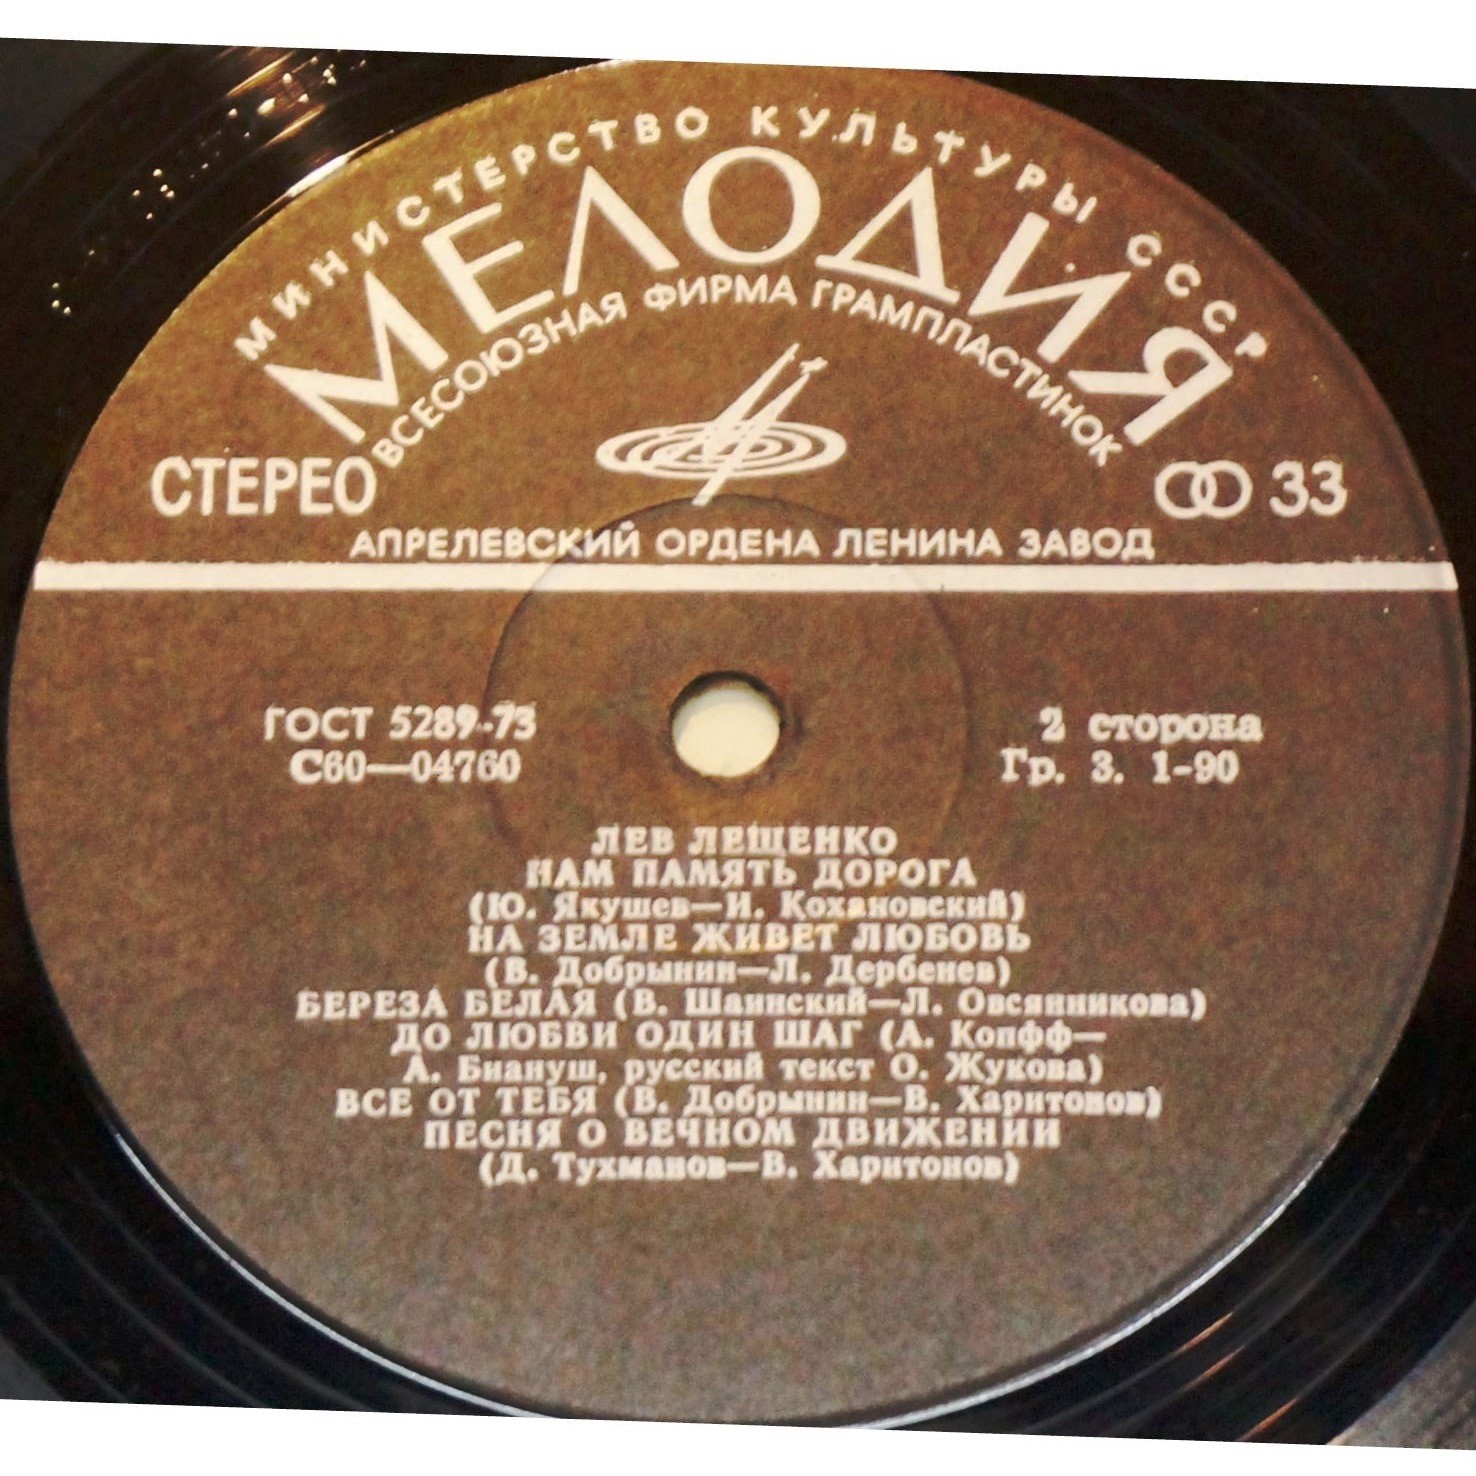 МИНИСТЕРСТВО КУЛЬТУРЫ СССР
МЕЛОДИЯ
ВСЕСОЮЗНАЯ ФИРМА ГРАМПЛАСТИНОК
СТЕРЕО
33
АПРЕЛЕВСКИЙ ОРДЕНА ЛЕНИНА ЗАВОД
ГОСТ 5289-73
2 сторона
С60—04760
Гр. 3. 1-90
ЛЕВ ЛЕЩЕНКО
НАМ ПАМЯТЬ ДОРОГА
(Ю. Якушев—И. Кохановский)
НА ЗЕМЛЕ ЖИВЕТ ЛЮБОВЬ
(В. Добрынин—Л. Дербенев)
БЕРЕЗА БЕЛАЯ (В. Шаинский—Л. Овсянникова)
ДО ЛЮБВИ ОДИН ШАГ (А. Копфф—
А. Биануш, русский текст О. Жукова)
ВСЕ ОТ ТЕБЯ (В. Добрынин—В. Харитонов)
ПЕСНЯ О ВЕЧНОМ ДВИЖЕНИИ
(Д. Тухманов—В. Харитонов)